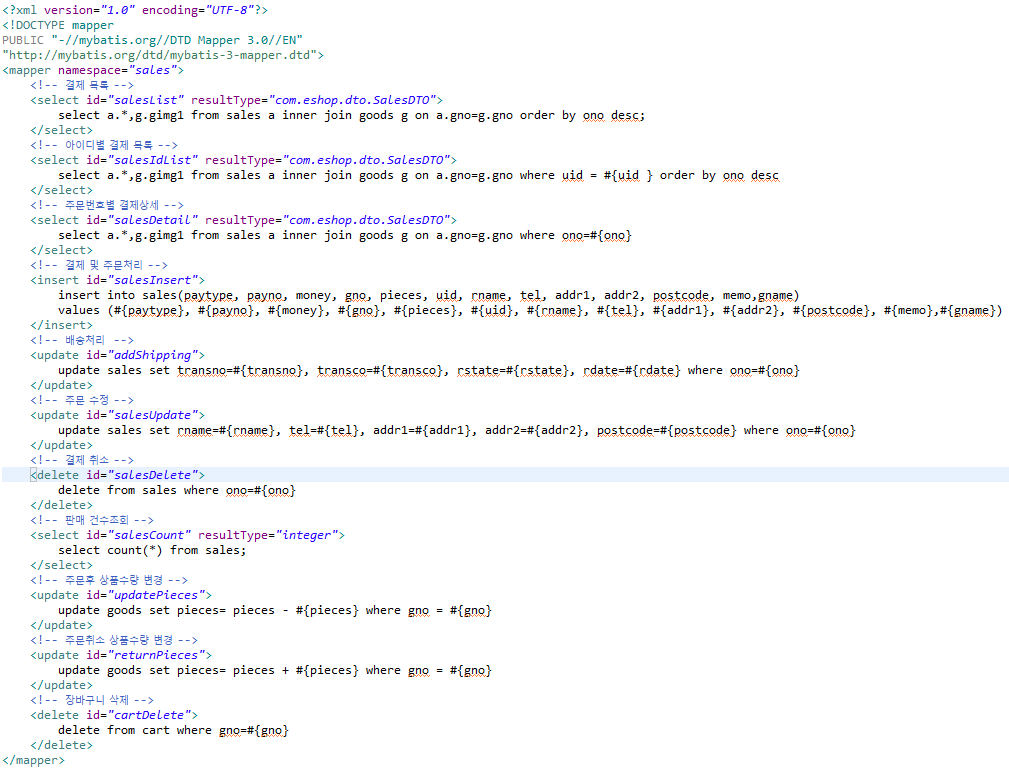 <?xml version="1.0" encoding="UTF-8"?>
<!DOCTYPE mapper
PUBLIC "-//mybatis.org//DTD Mapper 3.0//EN"
"http://mybatis.org/dtd/mybatis-3-mapper.dtd">
<mapper namespace="sales">
    <!-- 결제 목록 -->
    <select id="salesList" resultType="com.eshop.dto.SalesDTO">
        select a.*,g.gimg1 from sales a inner join goods g on a.gno=g.gno order by ono desc;
    </select>
    <!-- 아이디별 결제 목록 -->
    <select id="salesIdList" resultType="com.eshop.dto.SalesDTO">
        select a.*,g.gimg1 from sales a inner join goods g on a.gno=g.gno where uid = #{uid } order by ono desc
    </select>
    <!-- 주문번호별 결제상세 -->
    <select id="salesDetail" resultType="com.eshop.dto.SalesDTO">
        select a.*,g.gimg1 from sales a inner join goods g on a.gno=g.gno where ono=#{ono}
    </select>
    <!-- 결제 및 주문처리 -->
    <insert id="salesInsert">
        insert into sales(paytype, payno, money, gno, pieces, uid, rname, tel, addr1, addr2, postcode, memo,gname)
        values (#{paytype}, #{payno}, #{money}, #{gno}, #{pieces}, #{uid}, #{rname}, #{tel}, #{addr1}, #{addr2}, #{postcode}, #{memo},#{gname})
    </insert>
    <!-- 배송처리 -->
    <update id="addShipping">
        update sales set transno=#{transno}, transco=#{transco}, rstate=#{rstate}, rdate=#{rdate} where ono=#{ono}
    </update>
    <!-- 주문 수정 -->
    <update id="salesUpdate">
        update sales set rname=#{rname}, tel=#{tel}, addr1=#{addr1}, addr2=#{addr2}, postcode=#{postcode} where ono=#{ono}
    </update>
    <!-- 결제 취소 -->
    <delete id="salesDelete">
        delete from sales where ono=#{ono}
    </delete>
    <!-- 판매 건수조회 -->
    <select id="salesCount" resultType="integer">
        select count(*) from sales;
    </select>
    <!-- 주문후 상품수량 변경 -->
    <update id="updatePieces">
        update goods set pieces= pieces - #{pieces} where gno = #{gno}
    </update>
    <!-- 주문취소 상품수량 변경 -->
    <update id="returnPieces">
        update goods set pieces= pieces + #{pieces} where gno = #{gno}
    </update>
    <!-- 장바구니 삭제 -->
    <delete id="cartDelete">
        delete from cart where gno=#{gno}
    </delete>
</mapper>